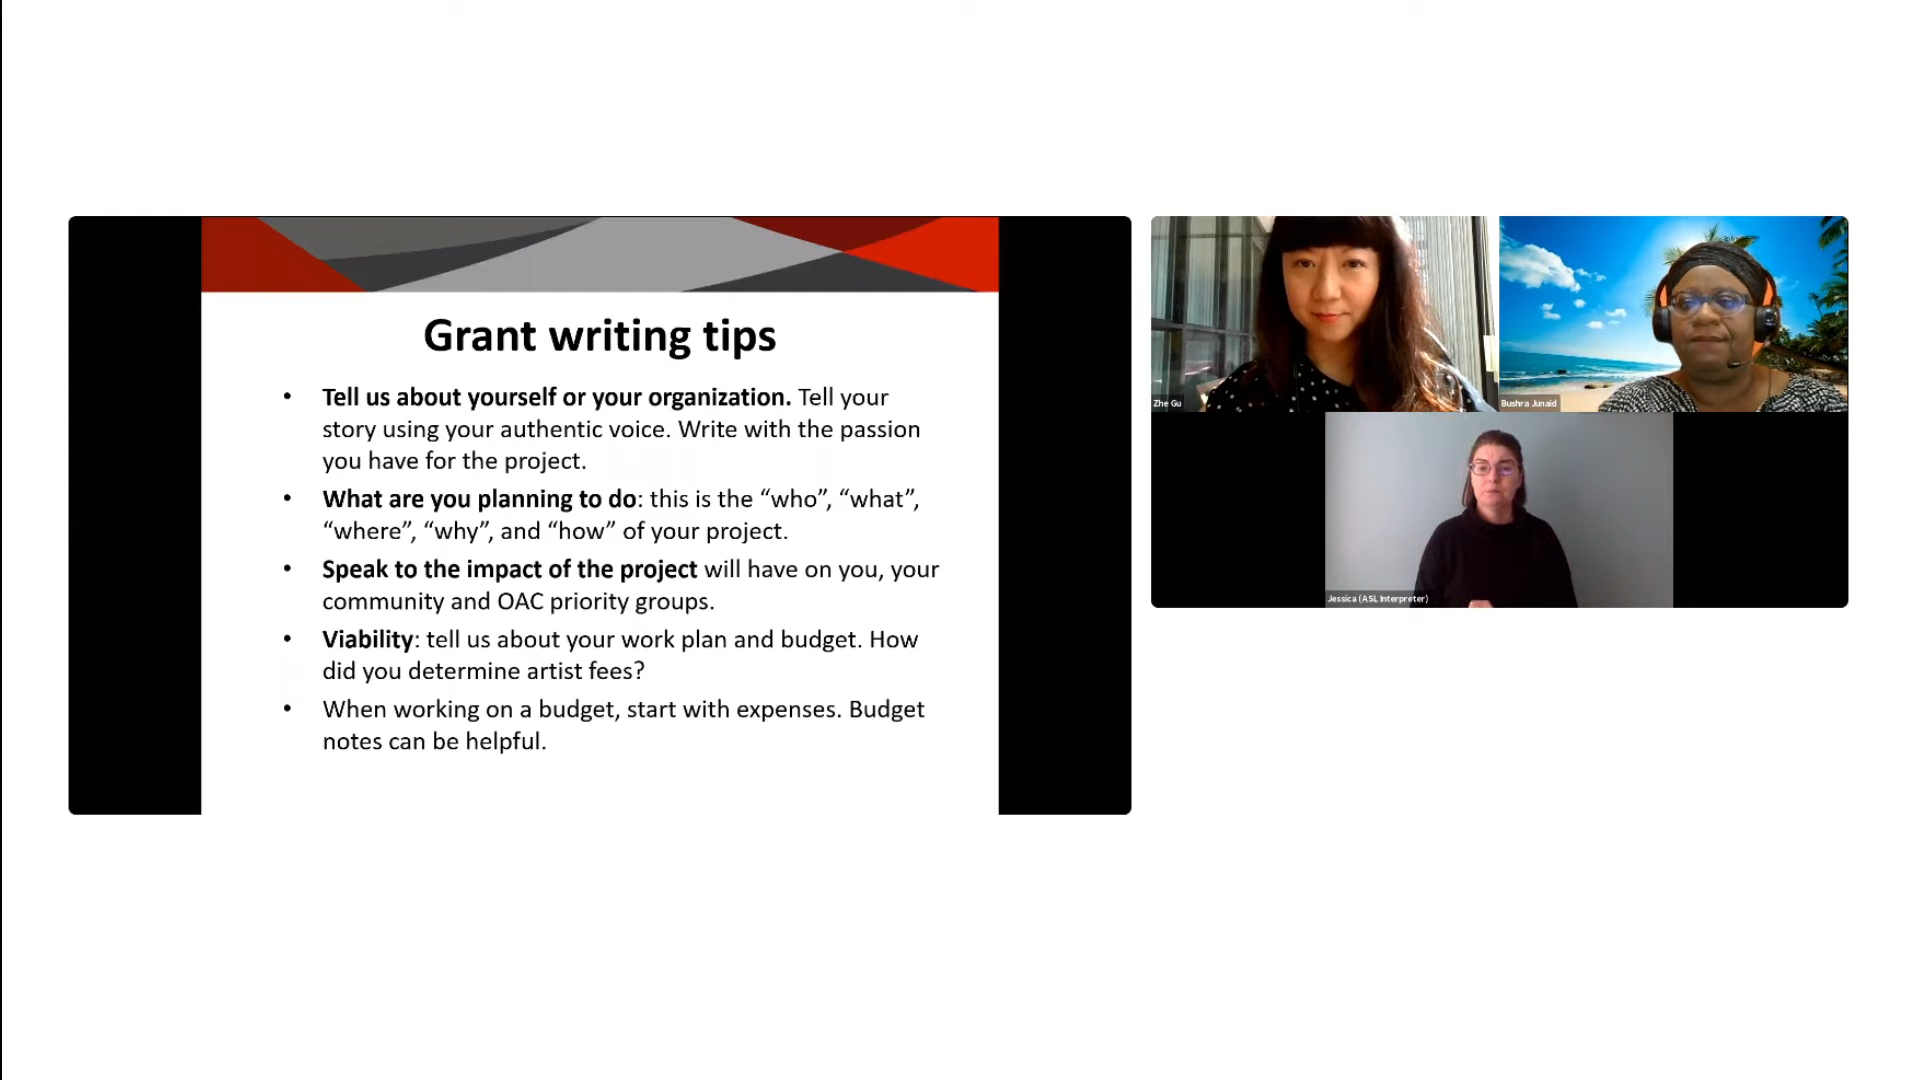 Grant writing tips
• Tell us about yourself or your organization. Tell your
story using your authentic voice. Write with the passion
you have for the project.
• What are you planning to do: this is the “who”, “what”,
“where”, “why”, and “how” of your project.
• Speak to the impact of the project will have on you, your
community and OAC priority groups.
• Viability: tell us about your work plan and budget. How
did you determine artist fees?
• When working on a budget, start with expenses. Budget
notes can be helpful.
Zhe Gu
Bushra Junaid
Jessica (ASL Interpreter)